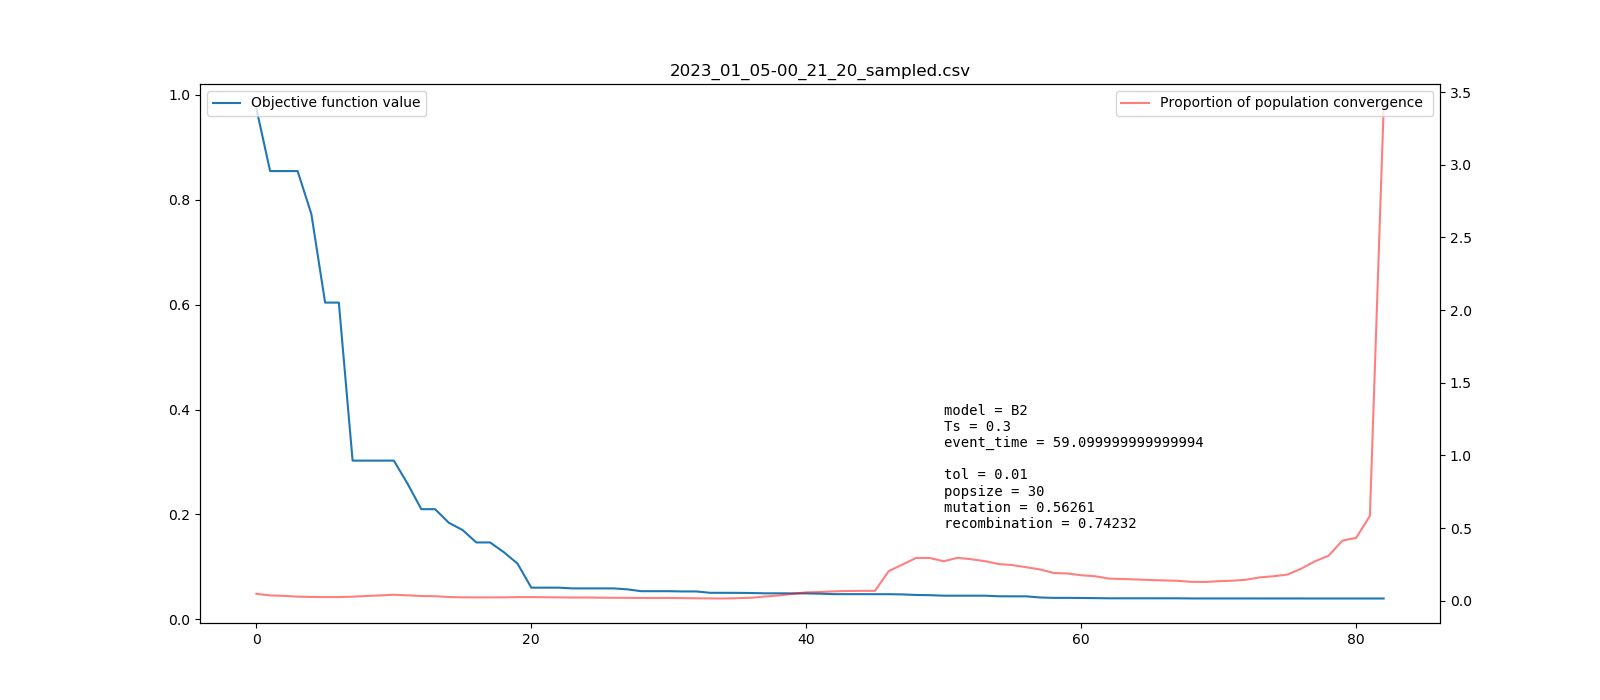 2023_01_05-00_21_20_sampled.csv
Objective function value
Proportion of population convergence
1.0
0.8
0.6
0.4
0.2
0.0
3.5
3.0
2.5
2.0
1.5
1.0
0.5
0.0
model = B2
Ts = 0.3
event_time = 59.099999999999994
tol = 0.01
popsize = 30
mutation = 0.56261
recombination = 0.74232
0
20
40
60
80